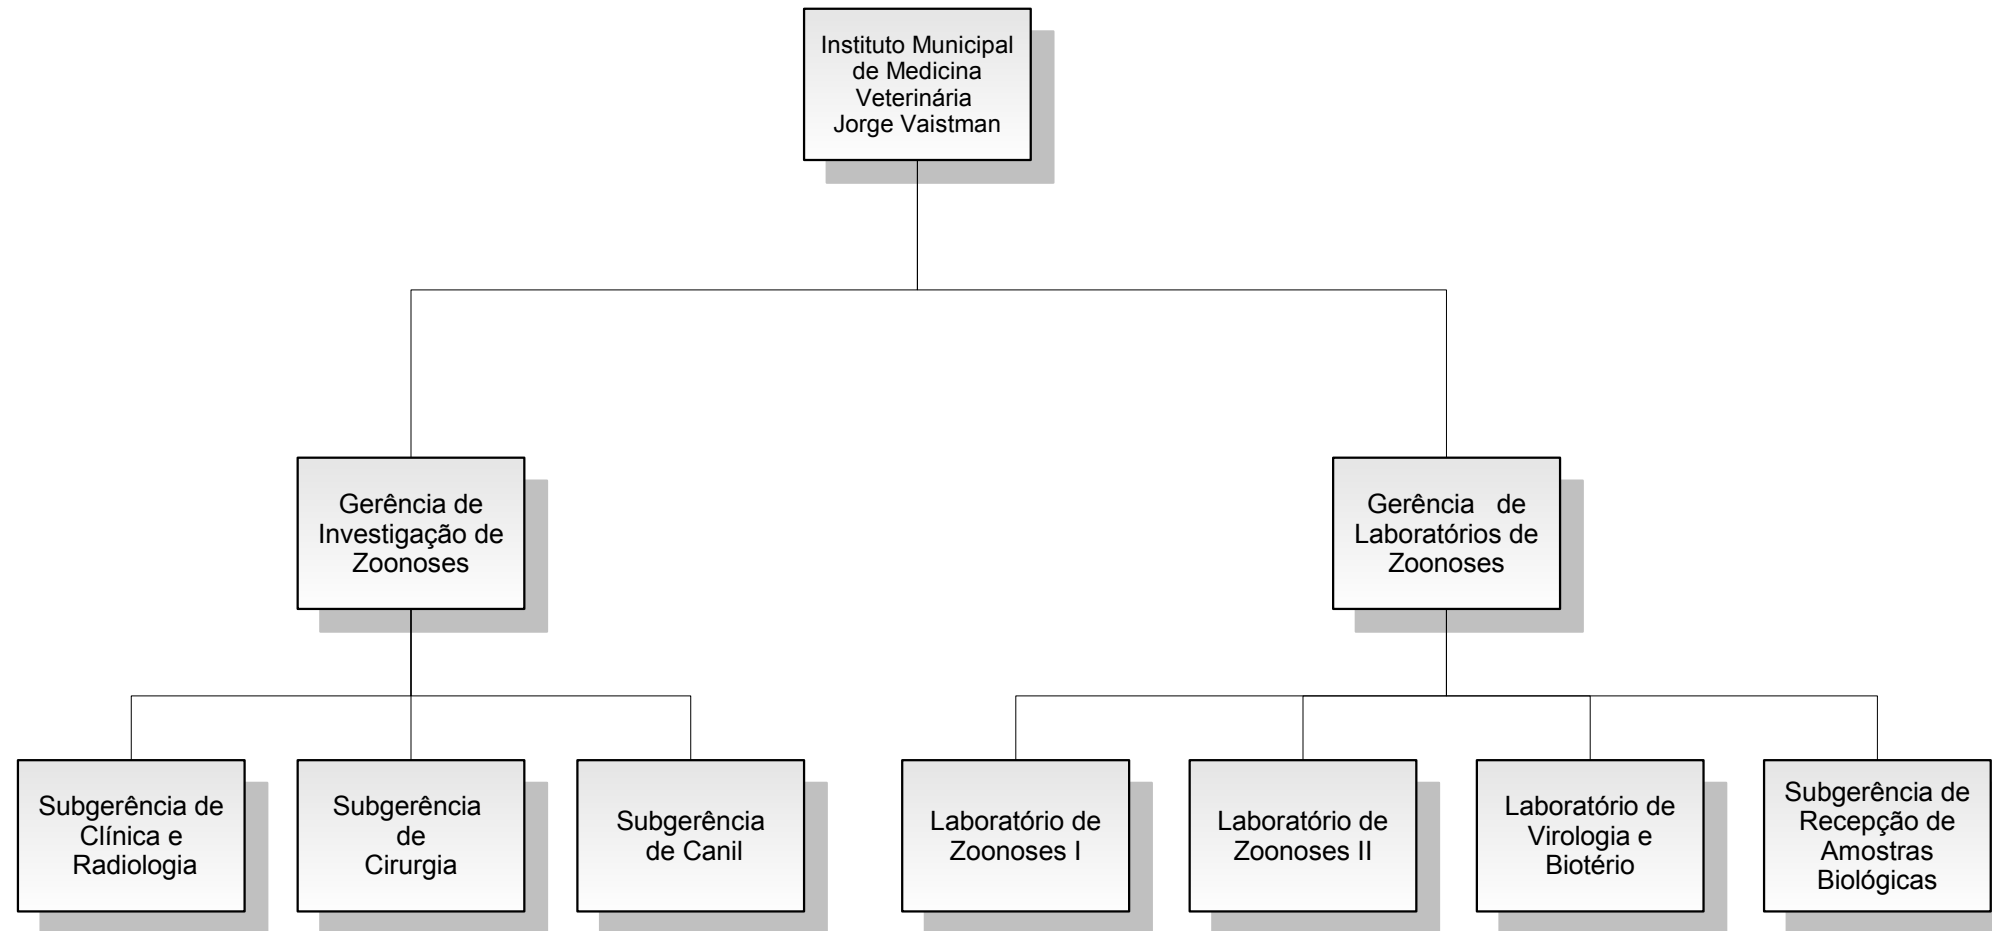 Instituto Municipal
de Medicina
Veterinária
Jorge Vaistman
Gerência de
Investigação de
Zoonoses
Gerência de
Laboratórios de
Zoonoses
Subgerência de
Clínica e
Radiologia
Subgerência
de
Cirurgia
Subgerência
de Canil
Laboratório de
Zoonoses I
Laboratório de
Zoonoses II
Laboratório de
Virologia e
Biotério
Subgerência de
Recepção de
Amostras
Biológicas